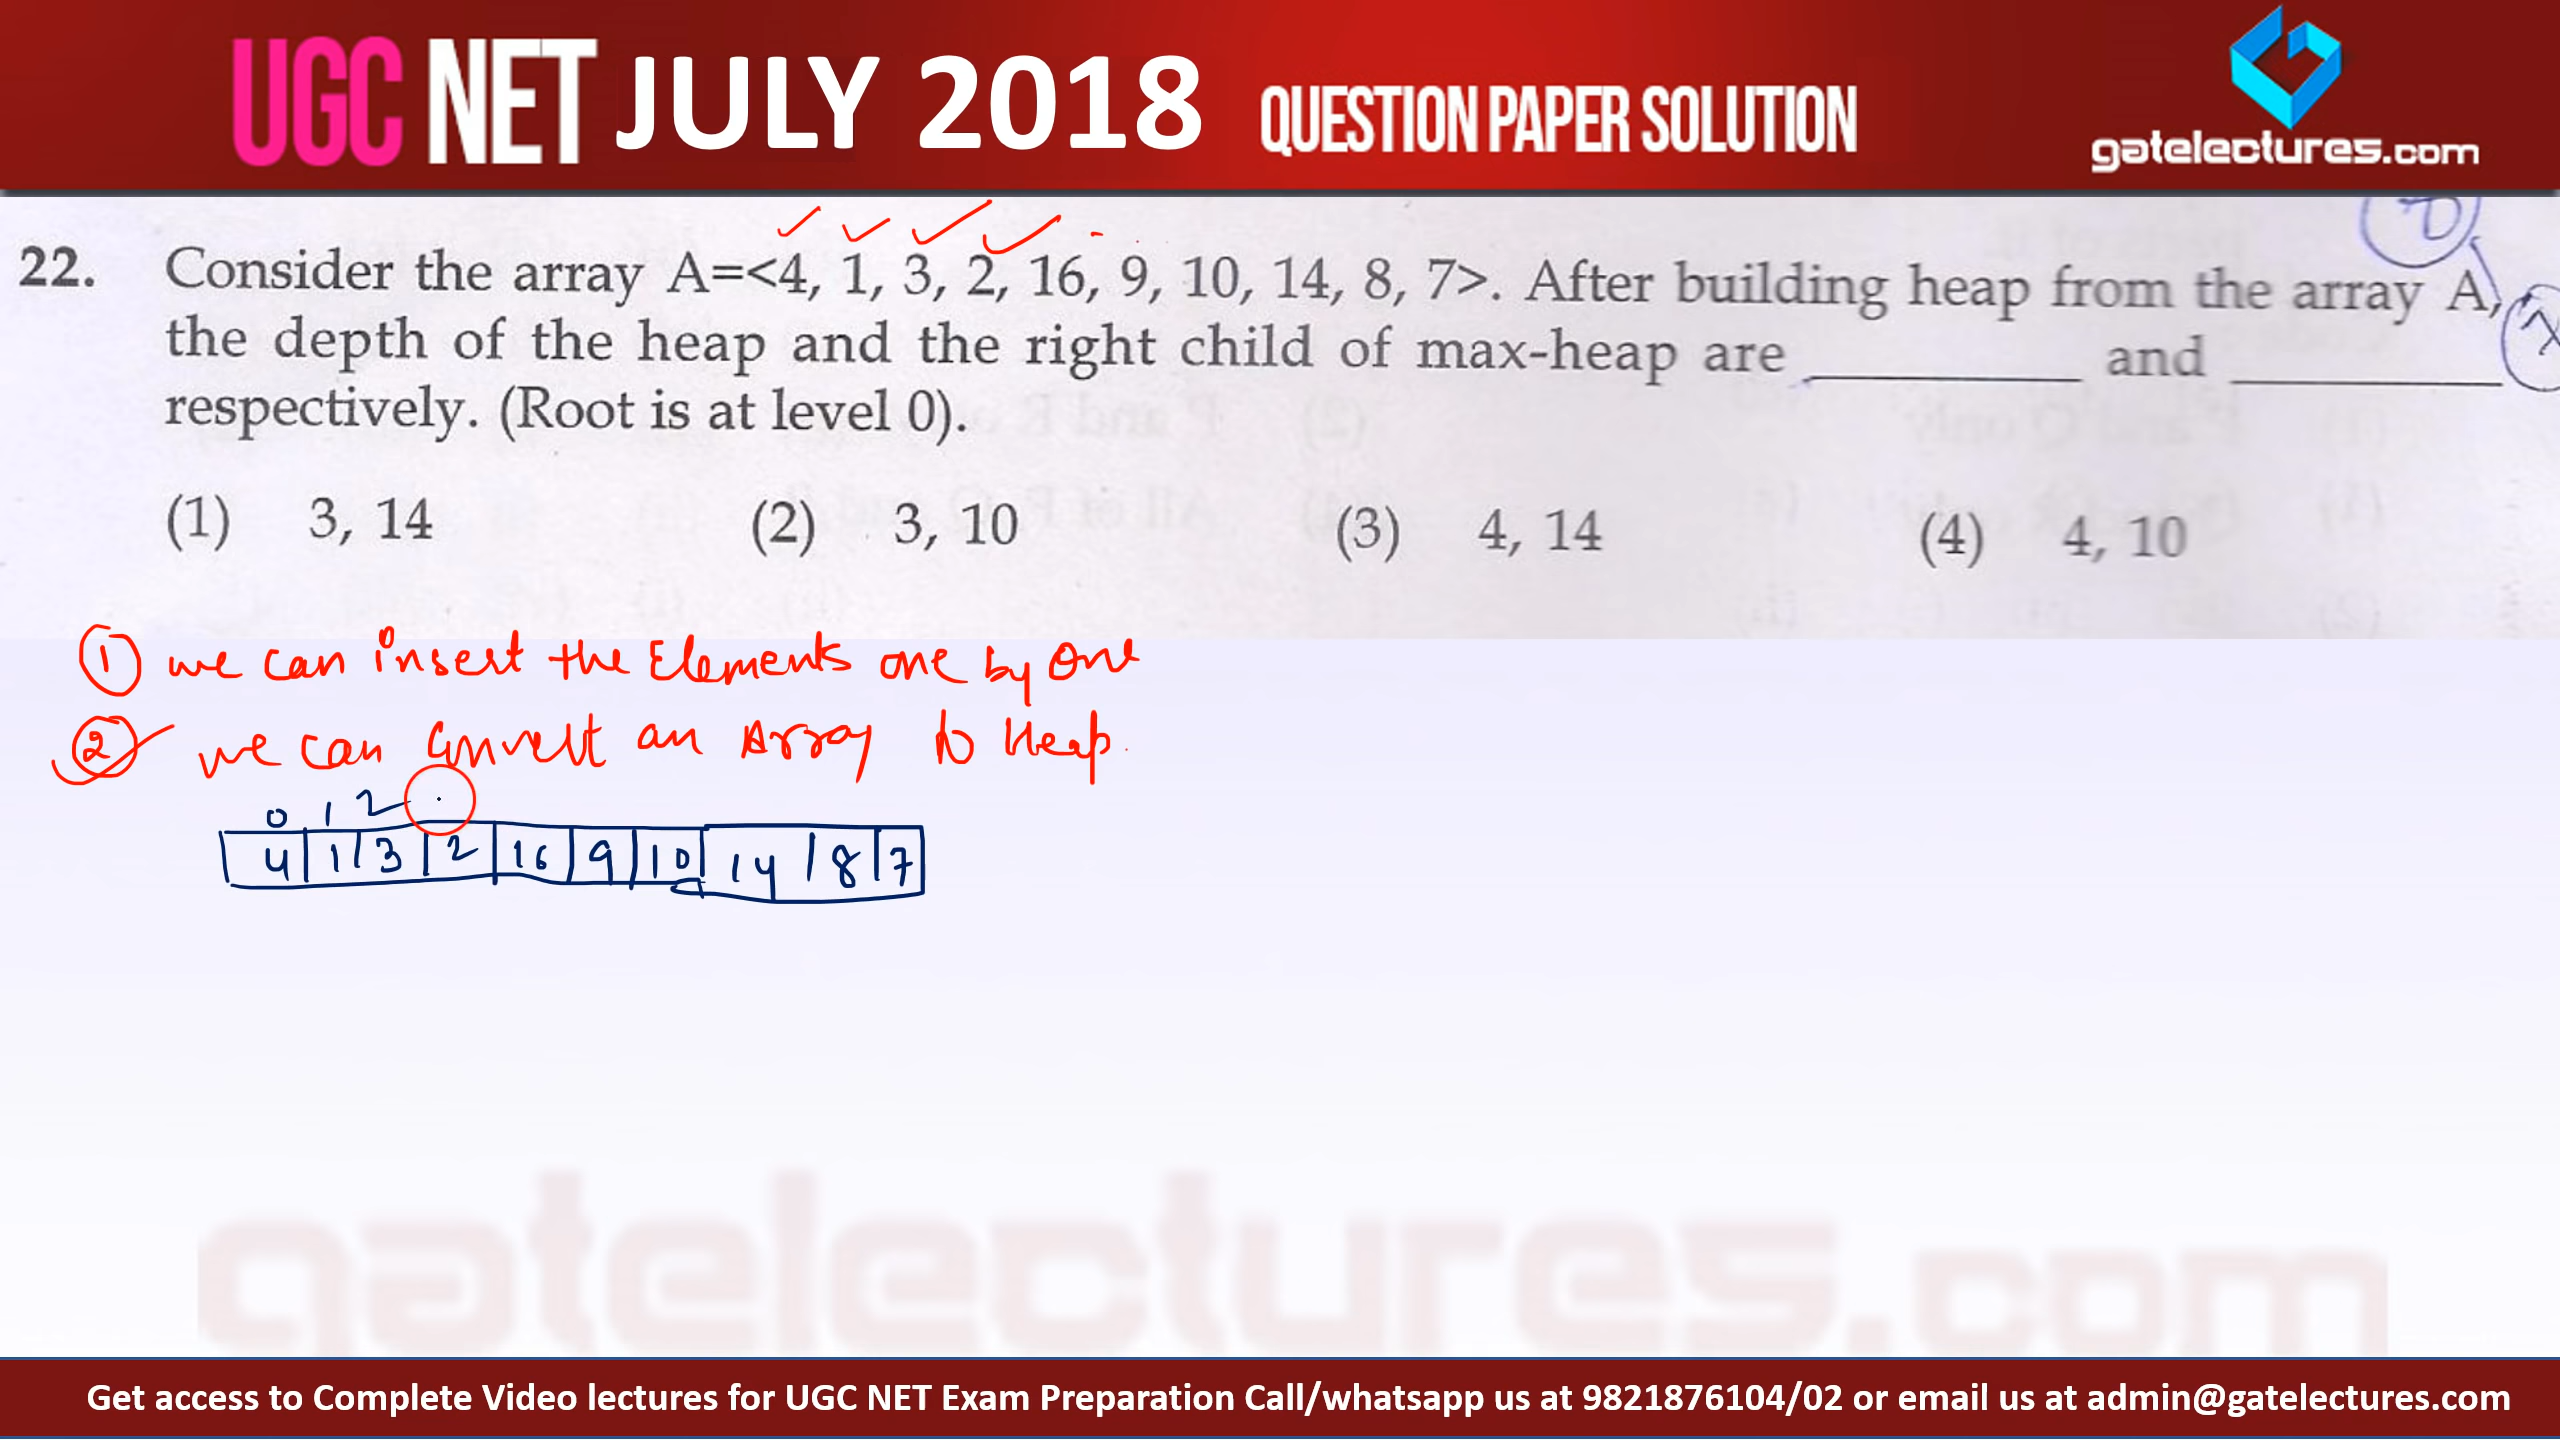 UGC NET JULY 2018 QUESTION PAPER SOLUTION
gatelectures.com
22. Consider the array A=<4, 1, 3, 2, 16, 9, 10, 14, 8, 7>. After building heap from the array A,
the depth of the heap and the right child of max-heap are __________ and __________
respectively. (Root is at level 0).
(1) 3, 14 (2) 3, 10 (3) 4, 14 (4) 4, 10
① we can insert the Elements one by One
② we can Convert an Array to Heap.
0 1 2
4 1 3 2 16 9 10 14 8 7
gatelectures.com
Get access to Complete Video lectures for UGC NET Exam Preparation Call/whatsapp us at 9821876104/02 or email us at admin@gatelectures.com